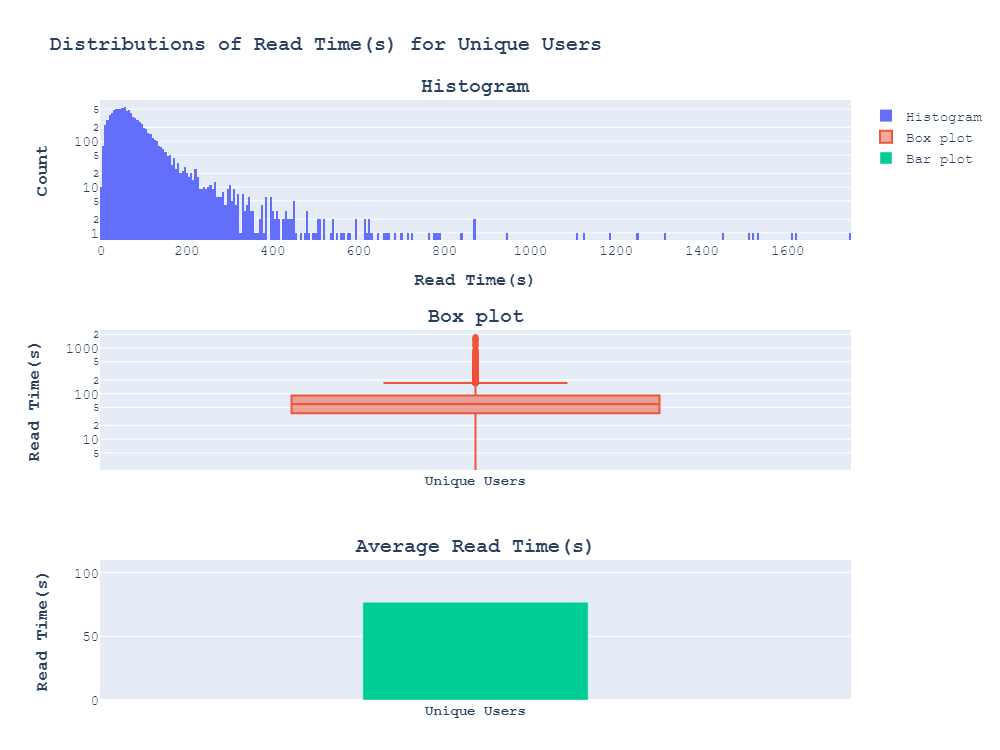 Distributions of Read Time(s) for Unique Users
Histogram
5
2
100
5
2
10
5
2
1
Count
0 200 400 600 800 1000 1200 1400 1600
Read Time(s)
Histogram
Box plot
Bar plot
Box plot
2
1000
5
2
100
5
2
10
5
Read Time(s)
Unique Users
Average Read Time(s)
100
50
0
Read Time(s)
Unique Users